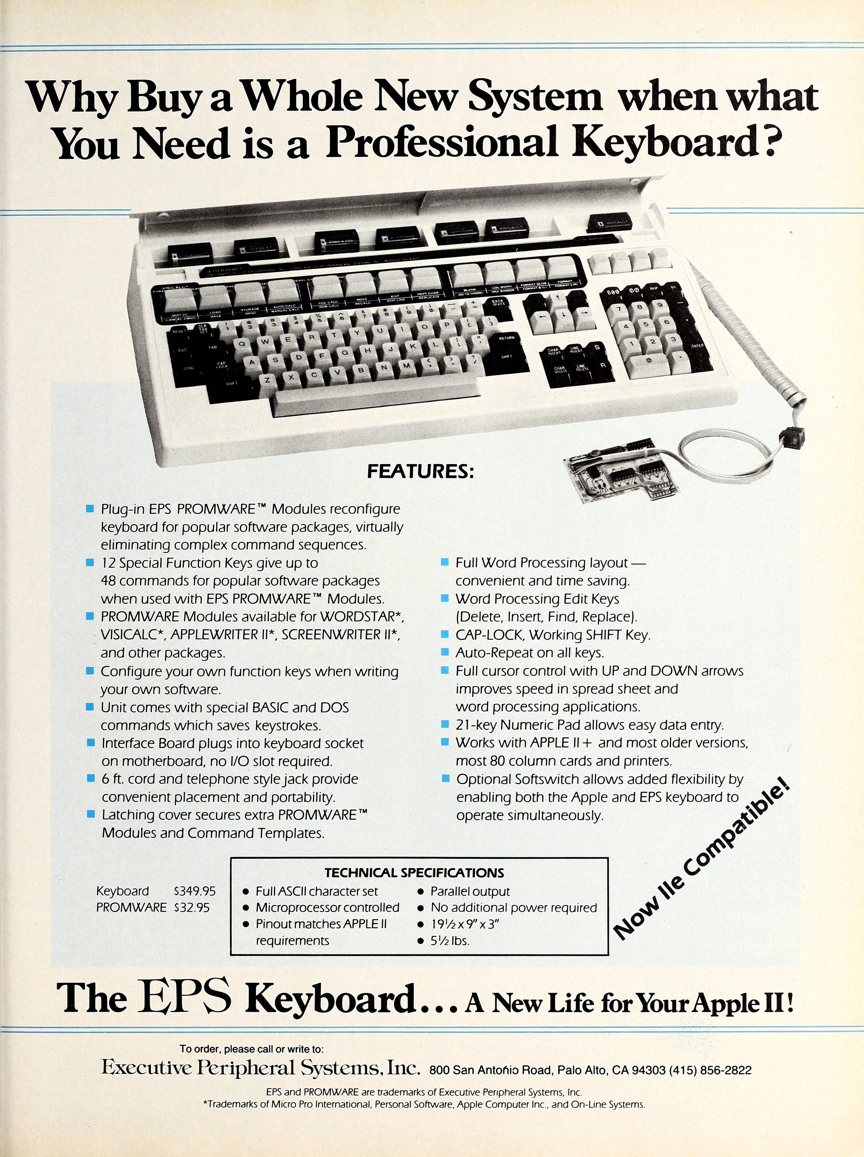 Why Buy a Whole New System when what
You Need is a Professional Keyboard?
FEATURES:
Plug-in EPS PROMWARE™ Modules reconfigure
keyboard for popular software packages, virtually
eliminating complex command sequences.
12 Special Function Keys give up to
48 commands for popular software packages
when used with EPS PROMWARE™ Modules.
PROMWARE Modules available for WORDSTAR*,
VISICALC*, APPLEWRITER II*, SCREENWRITER II*,
and other packages.
Configure your own function keys when writing
your own software.
Unit comes with special BASIC and DOS
commands which saves keystrokes.
Interface Board plugs into keyboard socket
on motherboard, no I/O slot required.
6 ft. cord and telephone style jack provide
convenient placement and portability.
Latching cover secures extra PROMWARE™
Modules and Command Templates.
Full Word Processing layout —
convenient and time saving.
Word Processing Edit Keys
(Delete, Insert, Find, Replace).
CAP-LOCK, Working SHIFT Key.
Auto-Repeat on all keys.
Full cursor control with UP and DOWN arrows
improves speed in spread sheet and
word processing applications.
21-key Numeric Pad allows easy data entry.
Works with APPLE II+ and most older versions,
most 80 column cards and printers.
Optional Softswitch allows added flexibility by
enabling both the Apple and EPS keyboard to
operate simultaneously.
Now IIe Compatible!
Keyboard $349.95
PROMWARE $32.95
TECHNICAL SPECIFICATIONS
• Full ASCII character set
• Microprocessor controlled
• Pinout matches APPLE II
requirements
• Parallel output
• No additional power required
• 19½ x 9" x 3"
• 5½ lbs.
The EPS Keyboard... A New Life for Your Apple II!
To order, please call or write to:
Executive Peripheral Systems, Inc. 800 San Antonio Road, Palo Alto, CA 94303 (415) 856-2822
EPS and PROMWARE are trademarks of Executive Peripheral Systems, Inc.
*Trademarks of Micro Pro International, Personal Software, Apple Computer Inc., and On-Line Systems.